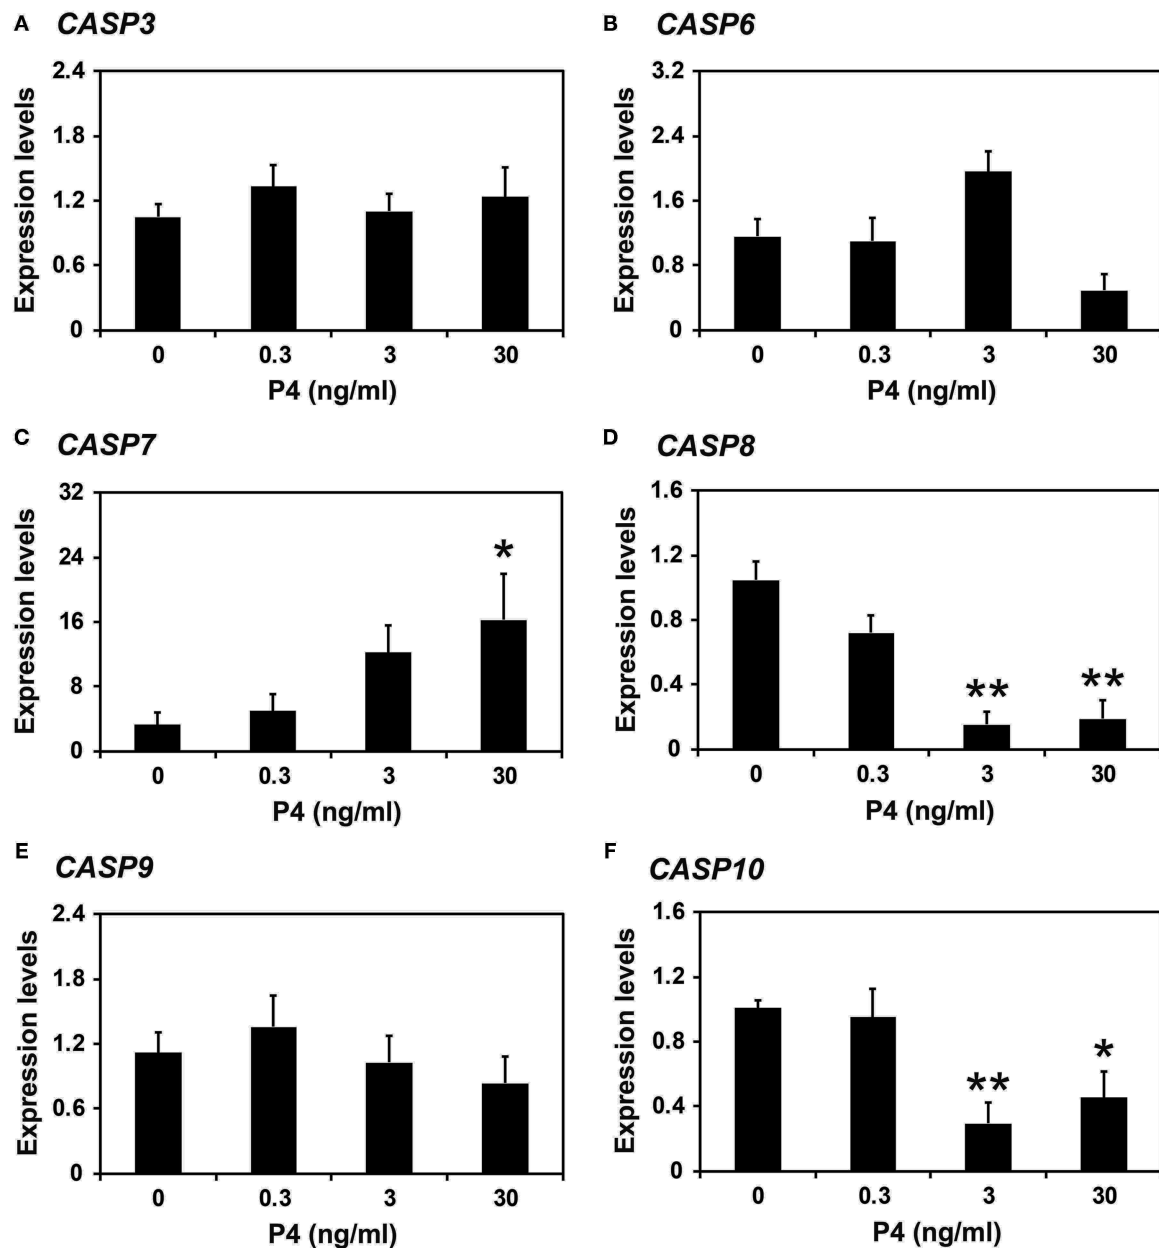 A CASP3
Expression levels
2.4
1.8
1.2
0.6
0
0 0.3 3 30
P4 (ng/ml)
B CASP6
Expression levels
3.2
2.4
1.6
0.8
0
0 0.3 3 30
P4 (ng/ml)
C CASP7
Expression levels
32
24
16
8
0
*
0 0.3 3 30
P4 (ng/ml)
D CASP8
Expression levels
1.6
1.2
0.8
0.4
0
** **
0 0.3 3 30
P4 (ng/ml)
E CASP9
Expression levels
2.4
1.8
1.2
0.6
0
0 0.3 3 30
P4 (ng/ml)
F CASP10
Expression levels
1.6
1.2
0.8
0.4
0
** *
0 0.3 3 30
P4 (ng/ml)